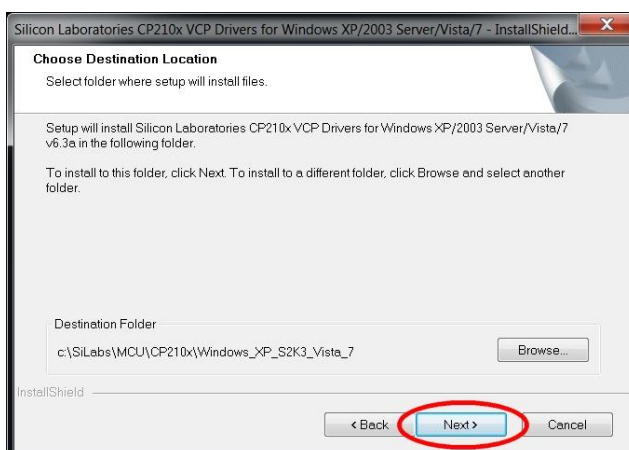 Silicon Laboratories CP210x VCP Drivers for Windows XP/2003 Server/Vista/7 - InstallShield...
Choose Destination Location
Select folder where setup will install files.
Setup will install Silicon Laboratories CP210x VCP Drivers for Windows XP/2003 Server/Vista/7
v6.3a in the following folder.
To install to this folder, click Next. To install to a different folder, click Browse and select another
folder.
Destination Folder
c:\SiLabs\MCU\CP210x\Windows_XP_S2K3_Vista_7
Browse...
InstallShield
< Back
Next >
Cancel